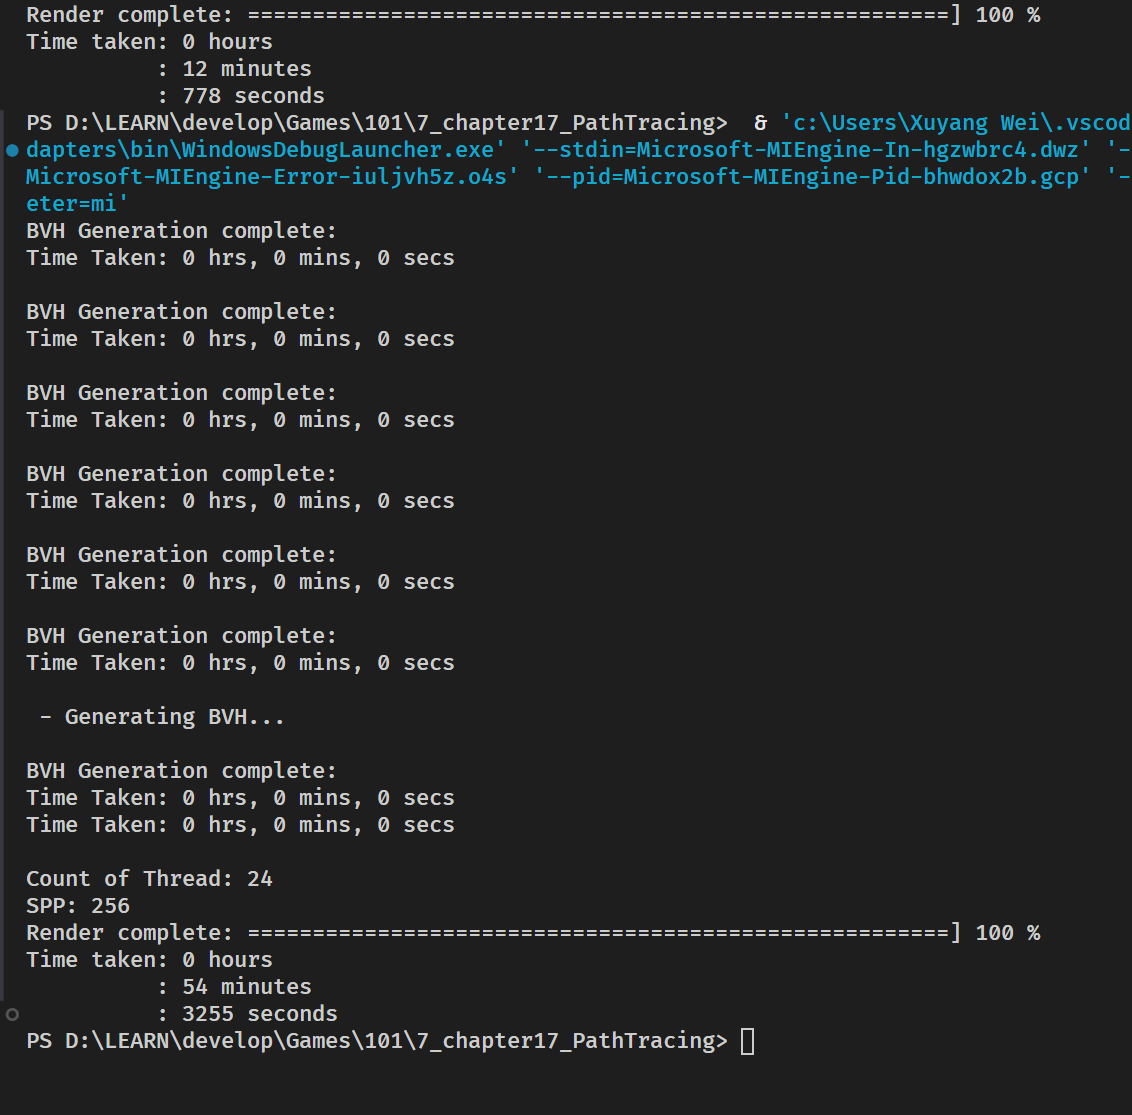 Render complete: ======================================================] 100 %
Time taken: 0 hours
: 12 minutes
: 778 seconds
PS D:\LEARN\develop\Games\101\7_chapter17_PathTracing>  & 'c:\Users\Xuyang Wei\.vscod
dapters\bin\WindowsDebugLauncher.exe' '--stdin=Microsoft-MIEngine-In-hgzwbrc4.dwz' '-
Microsoft-MIEngine-Error-iuljvh5z.o4s' '--pid=Microsoft-MIEngine-Pid-bhwdox2b.gcp' '-
eter=mi'
BVH Generation complete:
Time Taken: 0 hrs, 0 mins, 0 secs
BVH Generation complete:
Time Taken: 0 hrs, 0 mins, 0 secs
BVH Generation complete:
Time Taken: 0 hrs, 0 mins, 0 secs
BVH Generation complete:
Time Taken: 0 hrs, 0 mins, 0 secs
BVH Generation complete:
Time Taken: 0 hrs, 0 mins, 0 secs
BVH Generation complete:
Time Taken: 0 hrs, 0 mins, 0 secs
- Generating BVH...
BVH Generation complete:
Time Taken: 0 hrs, 0 mins, 0 secs
Time Taken: 0 hrs, 0 mins, 0 secs
Count of Thread: 24
SPP: 256
Render complete: ======================================================] 100 %
Time taken: 0 hours
: 54 minutes
: 3255 seconds
PS D:\LEARN\develop\Games\101\7_chapter17_PathTracing>